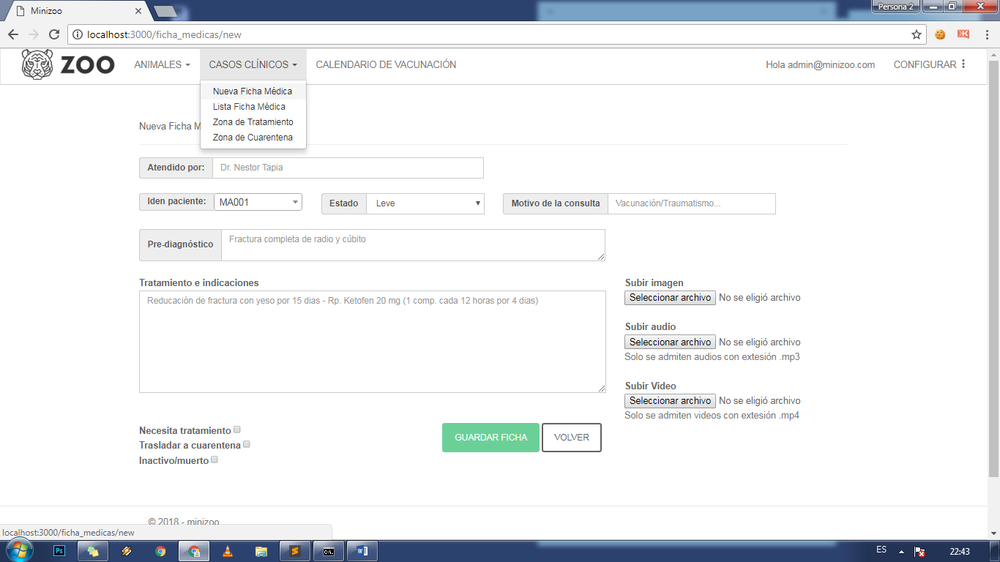 Minizoo
Persona 2
localhost:3000/ficha_medicas/new
ZOO ANIMALES CASOS CLÍNICOS CALENDARIO DE VACUNACIÓN Hola admin@minizoo.com CONFIGURAR
Nueva Ficha Médica
Lista Ficha Médica
Zona de Tratamiento
Zona de Cuarentena
Nueva Ficha M
Atendido por: Dr. Nestor Tapia
Iden paciente: MA001 Estado Leve Motivo de la consulta Vacunación/Traumatismo...
Pre-diagnóstico Fractura completa de radio y cúbito
Tratamiento e indicaciones
Reducación de fractura con yeso por 15 dias - Rp. Ketofen 20 mg (1 comp. cada 12 horas por 4 dias)
Subir imagen
Seleccionar archivo No se eligió archivo
Subir audio
Seleccionar archivo No se eligió archivo
Solo se admiten audios con extesión .mp3
Subir Video
Seleccionar archivo No se eligió archivo
Solo se admiten videos con extesión .mp4
Necesita tratamiento
Trasladar a cuarentena
Inactivo/muerto
GUARDAR FICHA VOLVER
© 2018 - minizoo
localhost:3000/ficha_medicas/new
Ps
ES 22:43